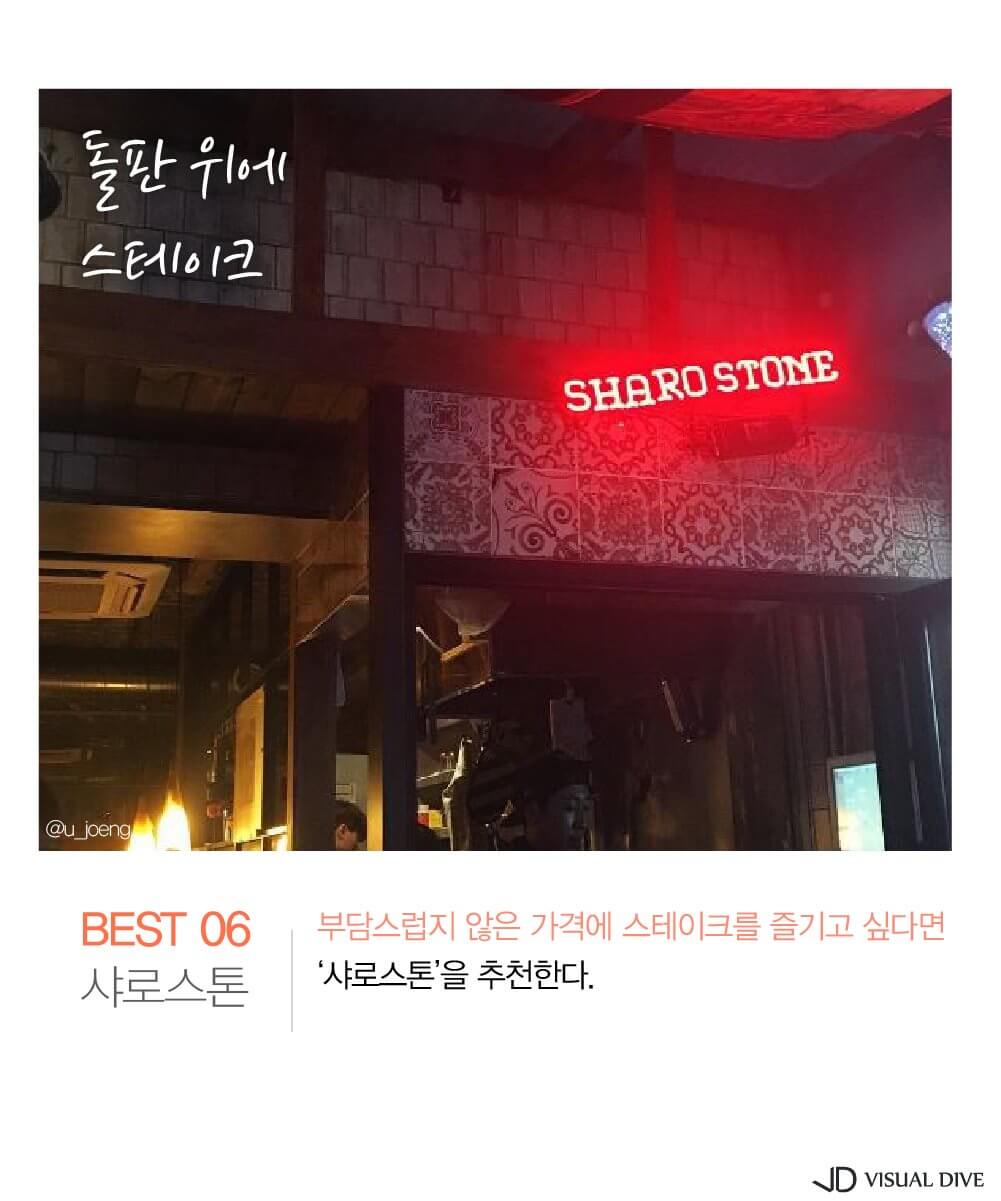 돌판 위에
스테이크
SHARO STONE
@u_joeng
BEST 06
샤로스톤
부담스럽지 않은 가격에 스테이크를 즐기고 싶다면
‘샤로스톤’을 추천한다.
VD VISUAL DIVE